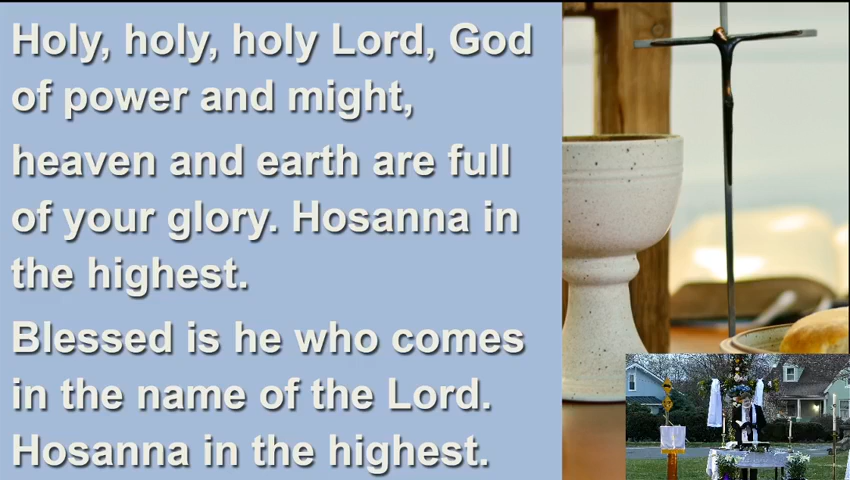 Holy, holy, holy Lord, God
of power and might,
heaven and earth are full
of your glory. Hosanna in
the highest.
Blessed is he who comes
in the name of the Lord.
Hosanna in the highest.